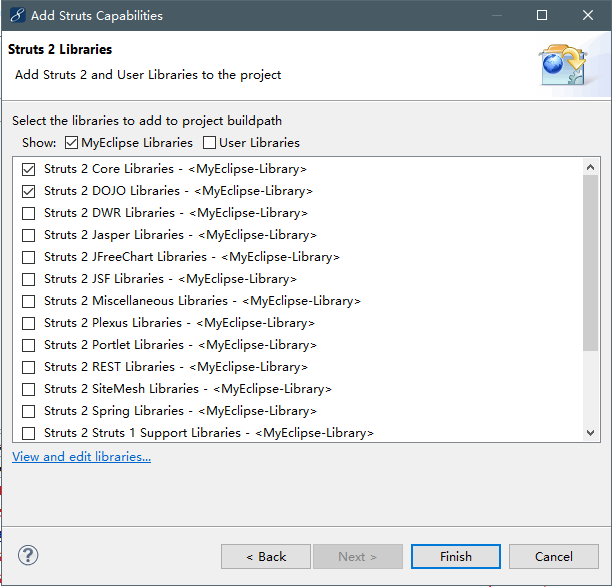 Add Struts Capabilities
Struts 2 Libraries
Add Struts 2 and User Libraries to the project
Select the libraries to add to project buildpath
Show: MyEclipse Libraries User Libraries
Struts 2 Core Libraries - <MyEclipse-Library>
Struts 2 DOJO Libraries - <MyEclipse-Library>
Struts 2 DWR Libraries - <MyEclipse-Library>
Struts 2 Jasper Libraries - <MyEclipse-Library>
Struts 2 JFreeChart Libraries - <MyEclipse-Library>
Struts 2 JSF Libraries - <MyEclipse-Library>
Struts 2 Miscellaneous Libraries - <MyEclipse-Library>
Struts 2 Plexus Libraries - <MyEclipse-Library>
Struts 2 Portlet Libraries - <MyEclipse-Library>
Struts 2 REST Libraries - <MyEclipse-Library>
Struts 2 SiteMesh Libraries - <MyEclipse-Library>
Struts 2 Spring Libraries - <MyEclipse-Library>
Struts 2 Struts 1 Support Libraries - <MyEclipse-Library>
View and edit libraries...
? < Back Next > Finish Cancel